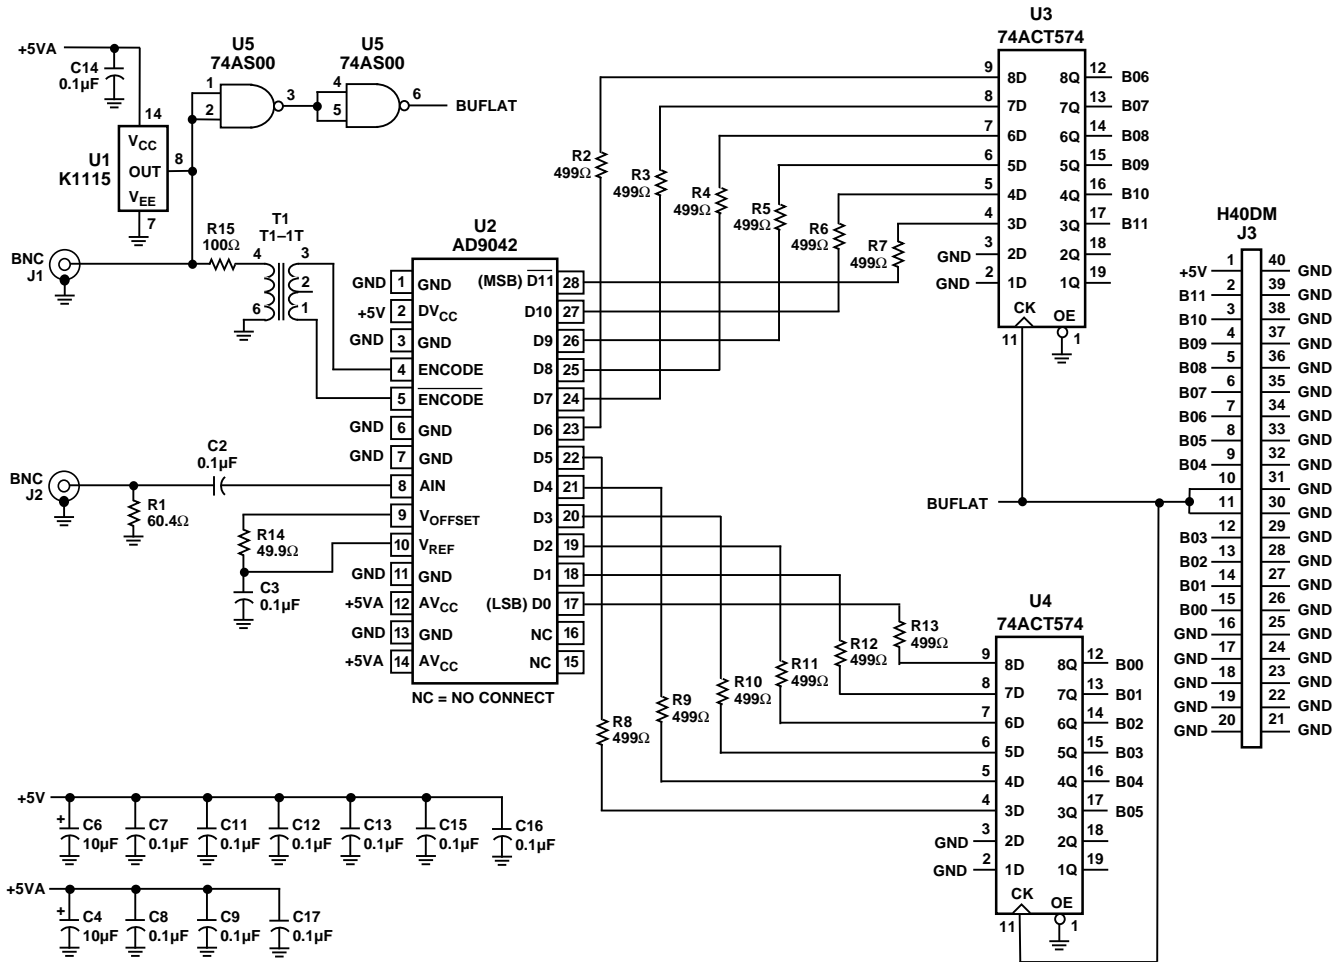 +5VA
C14
0.1µF
14
VCC
U1
K1115
OUT
8
VEE
7
U5
74AS00
1
2
3
U5
74AS00
4
5
6
BUFLAT
BNC
J1
R15
100Ω
T1
T1–1T
4
3
2
6
1
BNC
J2
R1
60.4Ω
C2
0.1µF
R14
49.9Ω
C3
0.1µF
U2
AD9042
GND 1 GND
+5V 2 DVCC
GND 3 GND
4 ENCODE
5 ENCODE
GND 6 GND
GND 7 GND
8 AIN
9 VOFFSET
10 VREF
GND 11 GND
+5VA 12 AVCC
GND 13 GND
+5VA 14 AVCC
(MSB) D11 28
D10 27
D9 26
D8 25
D7 24
D6 23
D5 22
D4 21
D3 20
D2 19
D1 18
(LSB) D0 17
NC 16
NC 15
NC = NO CONNECT
R2
499Ω
R3
499Ω
R4
499Ω
R5
499Ω
R6
499Ω
R7
499Ω
R8
499Ω
R9
499Ω
R10
499Ω
R11
499Ω
R12
499Ω
R13
499Ω
U3
74ACT574
9 8D 8Q 12 B06
8 7D 7Q 13 B07
7 6D 6Q 14 B08
6 5D 5Q 15 B09
5 4D 4Q 16 B10
4 3D 3Q 17 B11
GND 3 2D 2Q 18
GND 2 1D 1Q 19
CK OE
11 1
BUFLAT
U4
74ACT574
9 8D 8Q 12 B00
8 7D 7Q 13 B01
7 6D 6Q 14 B02
6 5D 5Q 15 B03
5 4D 4Q 16 B04
4 3D 3Q 17 B05
GND 3 2D 2Q 18
GND 2 1D 1Q 19
CK OE
11 1
H40DM
J3
+5V 1 40 GND
B11 2 39 GND
B10 3 38 GND
B09 4 37 GND
B08 5 36 GND
B07 6 35 GND
B06 7 34 GND
B05 8 33 GND
B04 9 32 GND
10 31 GND
11 30 GND
B03 12 29 GND
B02 13 28 GND
B01 14 27 GND
B00 15 26 GND
GND 16 25 GND
GND 17 24 GND
GND 18 23 GND
GND 19 22 GND
GND 20 21 GND
+5V
+ C6
10µF
C7
0.1µF
C11
0.1µF
C12
0.1µF
C13
0.1µF
C15
0.1µF
C16
0.1µF
+5VA
+ C4
10µF
C8
0.1µF
C9
0.1µF
C17
0.1µF